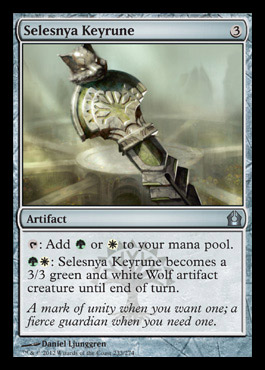 Selesnya Keyrune 3
Artifact
: Add or to your mana pool.
: Selesnya Keyrune becomes a
3/3 green and white Wolf artifact
creature until end of turn.
A mark of unity when you want one; a
fierce guardian when you need one.
Daniel Ljunggren
™ & © 2012 Wizards of the Coast 233/274